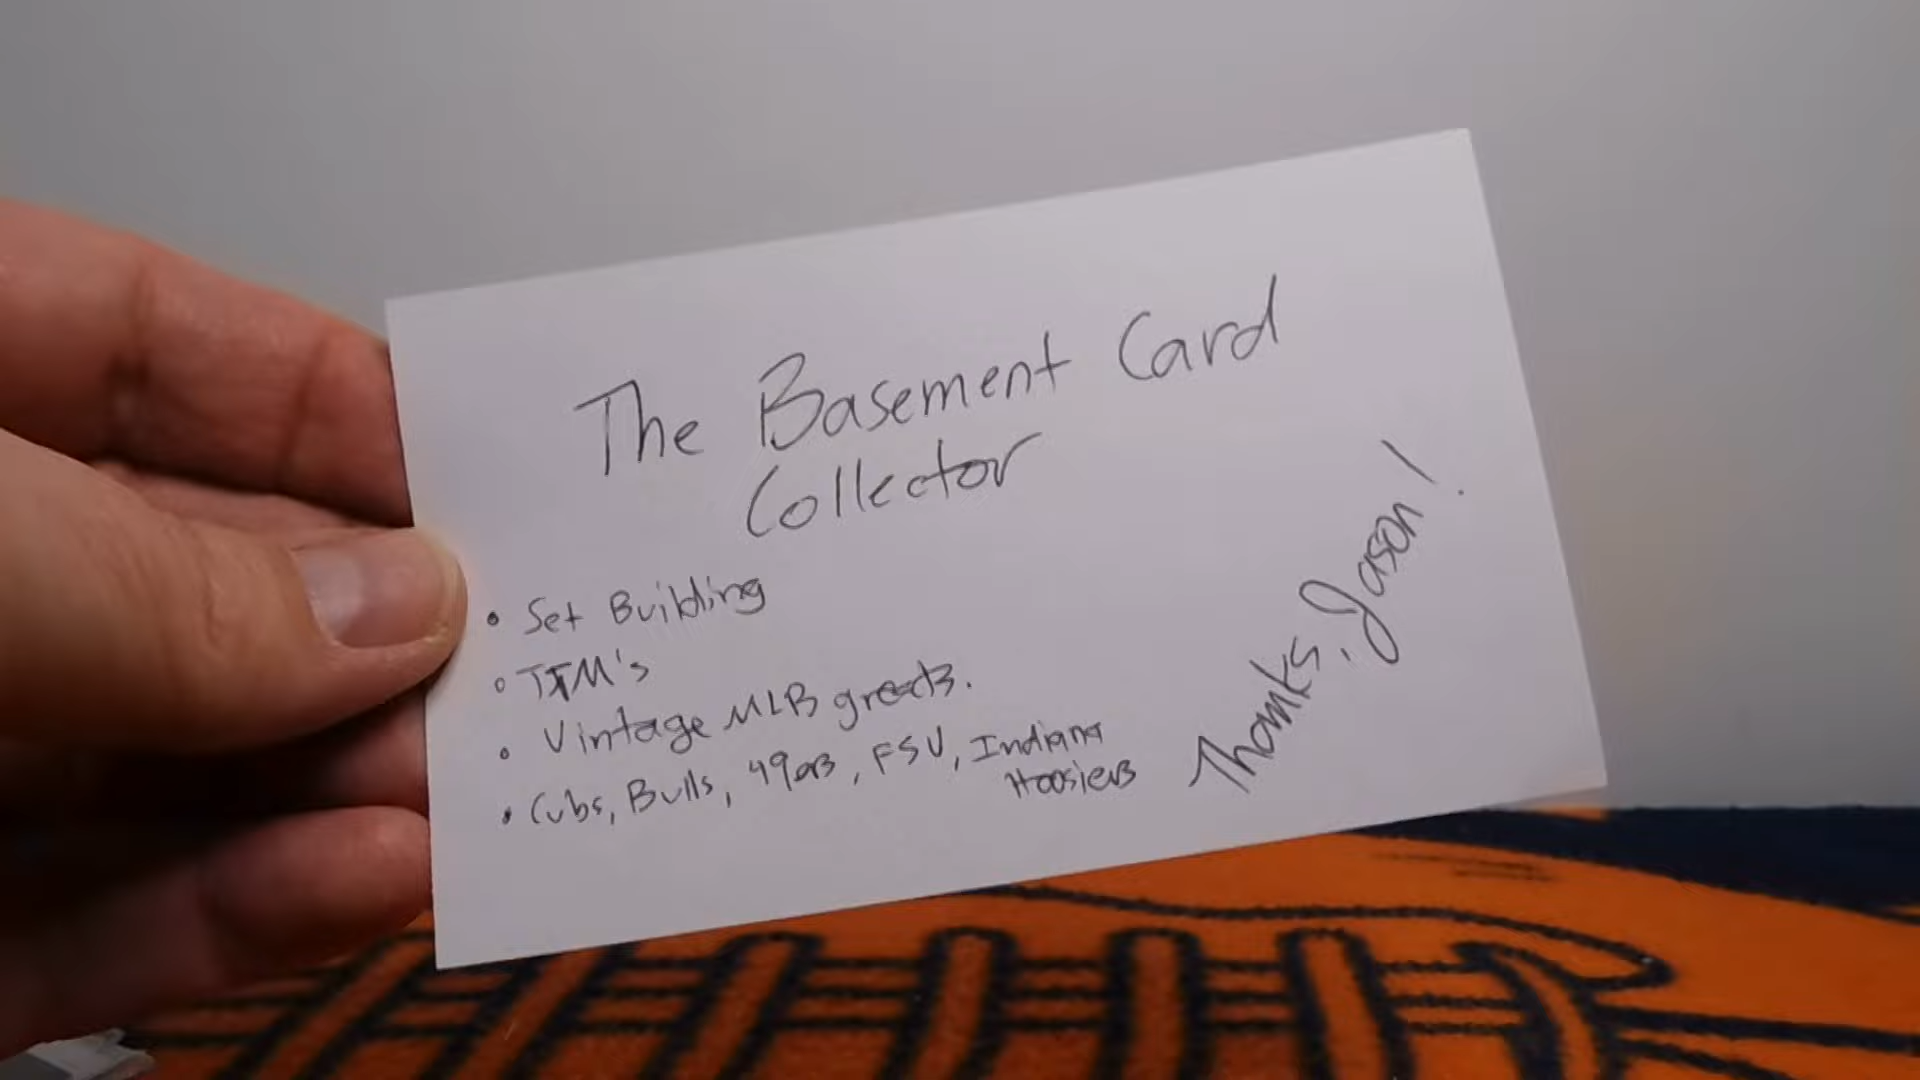 The Basement Card
Collector
• Set Building
• TTM's
• Vintage MLB greats.
• Cubs, Bulls, 49ers, FSU, Indiana
Hoosiers
Thanks, Jason!